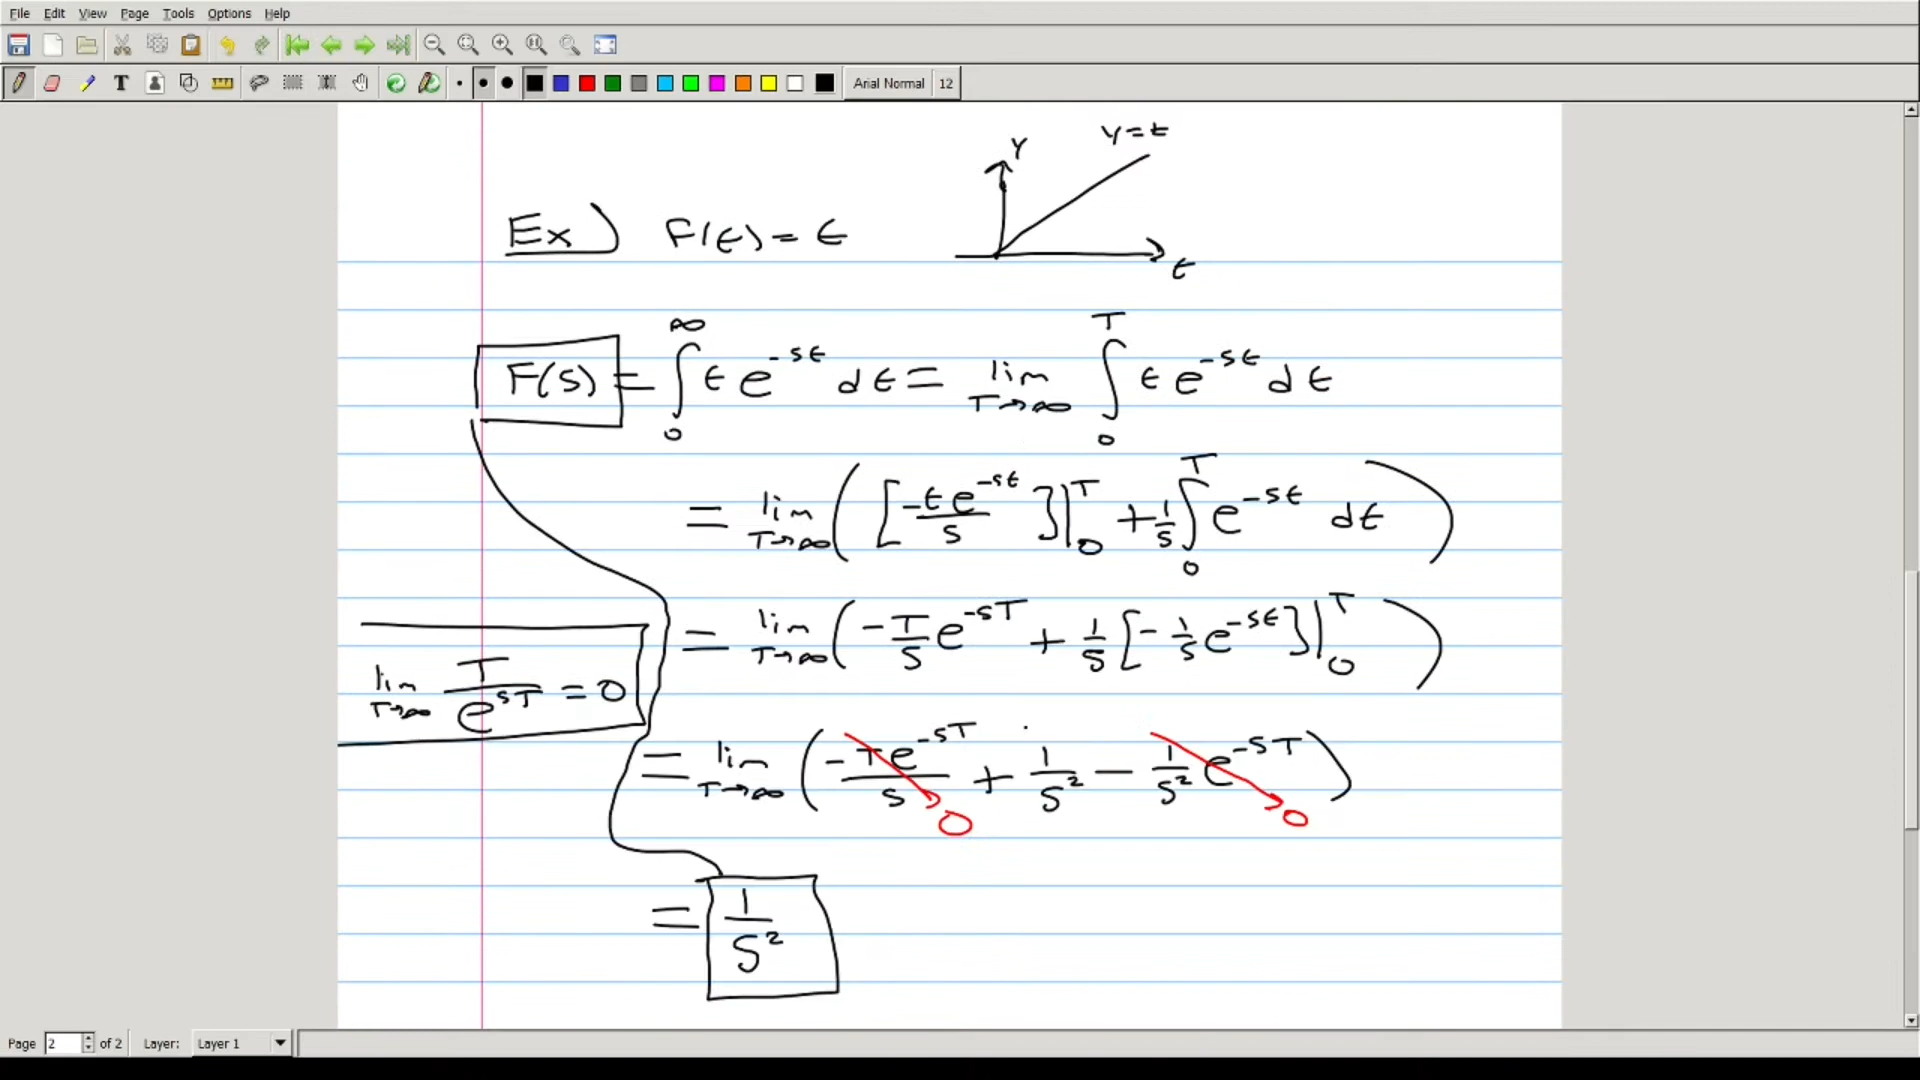 File Edit View Page Tools Options Help
Arial Normal 12
y
y=t
Ex) F(t) = t
t
F(S) = ∫₀^∞ t e^{-st} dt = lim_{T→∞} ∫₀^T t e^{-st} dt
= lim_{T→∞} ( [-te^{-st}/s] |₀^T + 1/s ∫₀^T e^{-st} dt )
= lim_{T→∞} ( - T/s e^{-sT} + 1/s [ - 1/s e^{-st} ] |₀^T )
lim_{T→∞} T/e^{sT} = 0
= lim_{T→∞} ( -Te^{-sT}/s + 1/s² - 1/s² e^{-sT} )
0 0
= 1/s²
Page 2 of 2 Layer: Layer 1